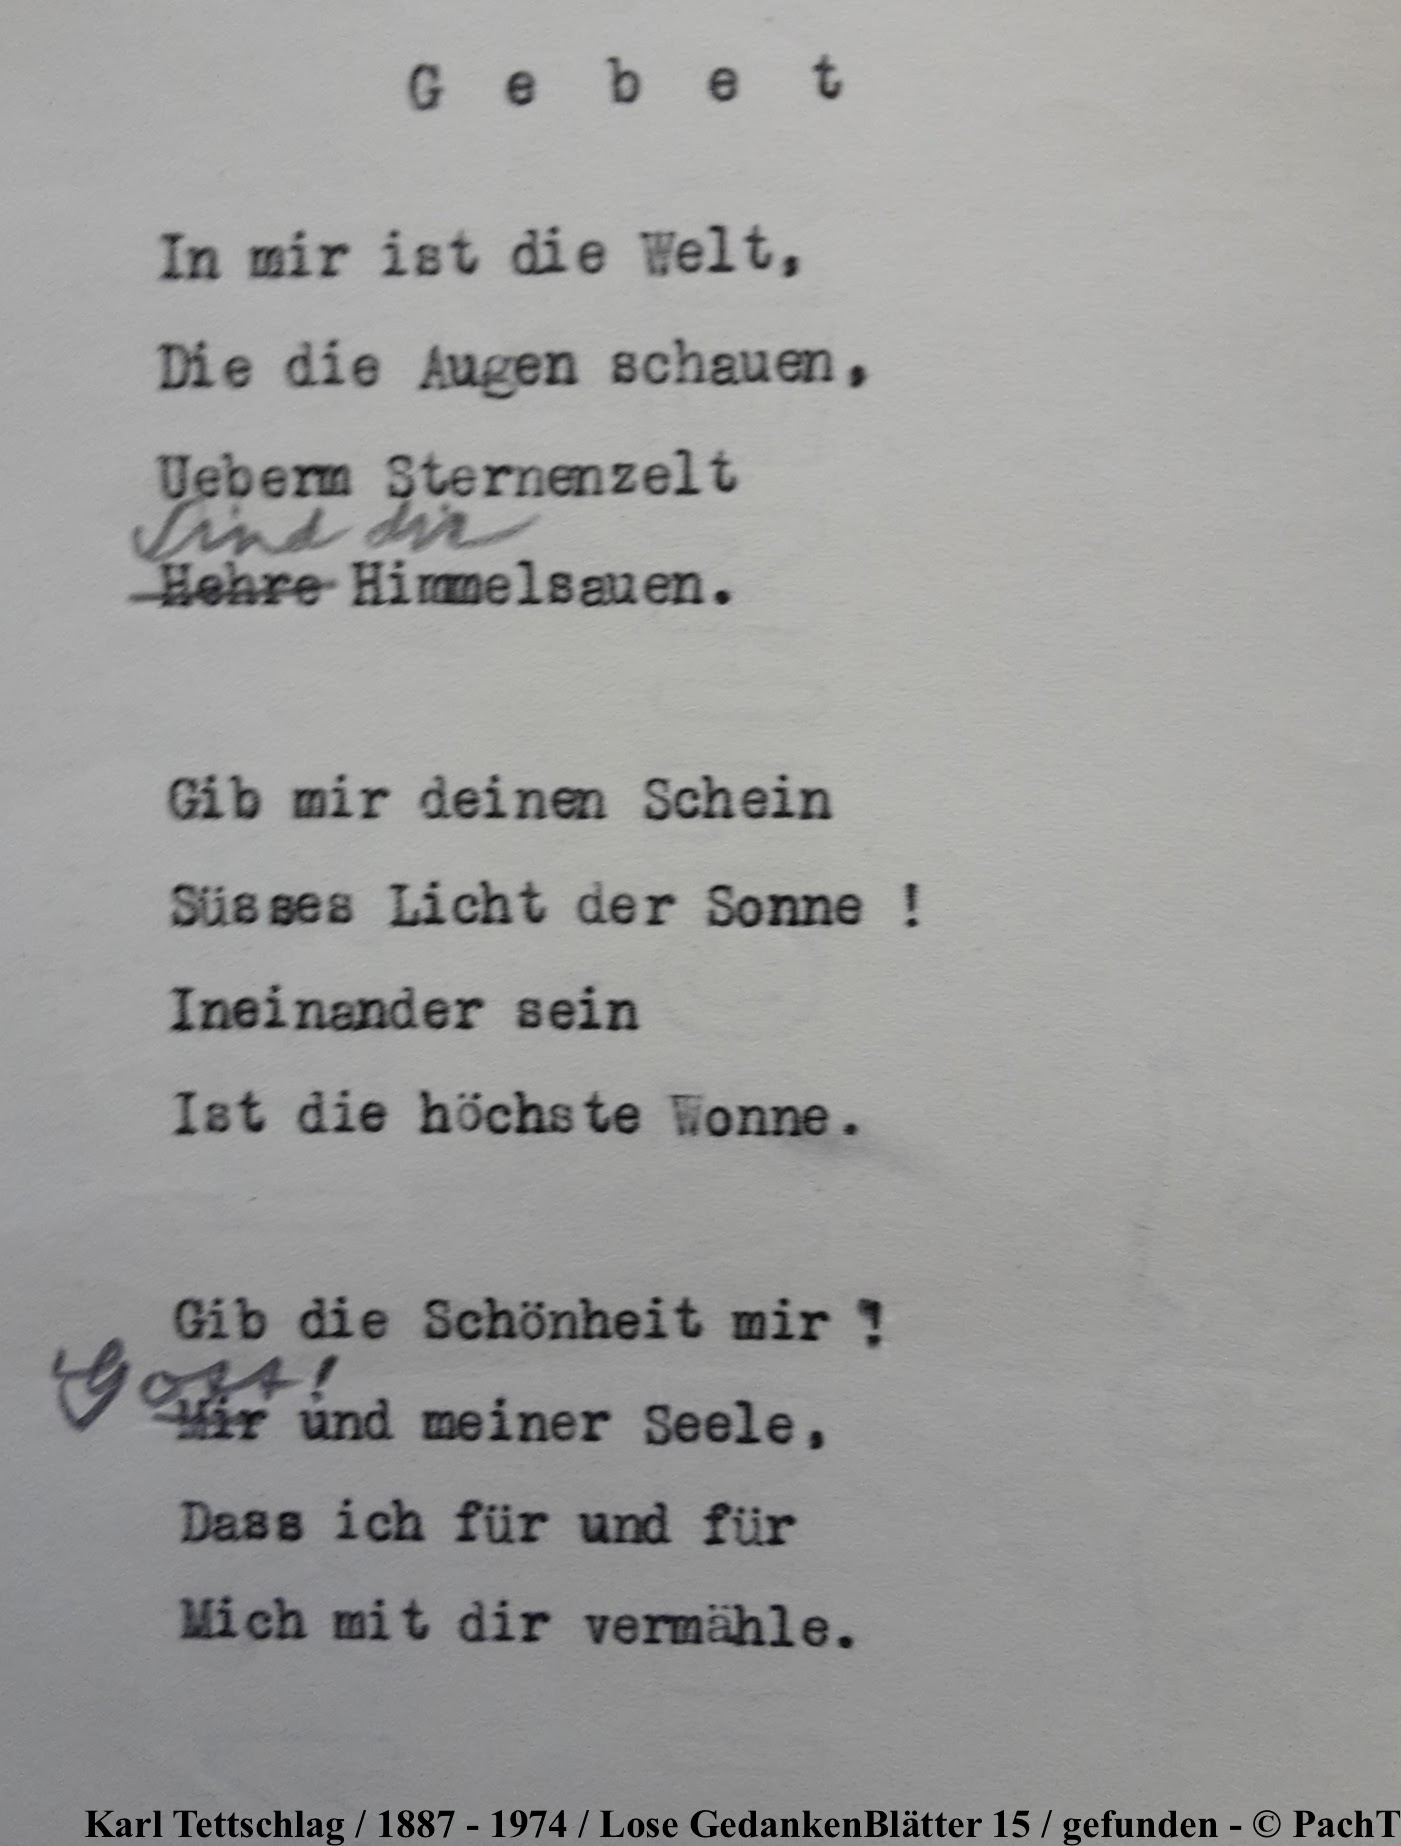 G e b e t
In mir ist die Welt,
Die die Augen schauen,
Ueberm Sternenzelt
Sind die
Hehre Himmelsauen.
Gib mir deinen Schein
Süsses Licht der Sonne !
Ineinander sein
Ist die höchste Wonne.
Gib die Schönheit mir !
Gott!
Mir und meiner Seele,
Dass ich für und für
Mich mit dir vermähle.
Karl Tettschlag / 1887 - 1974 / Lose GedankenBlätter 15 / gefunden - © PachT